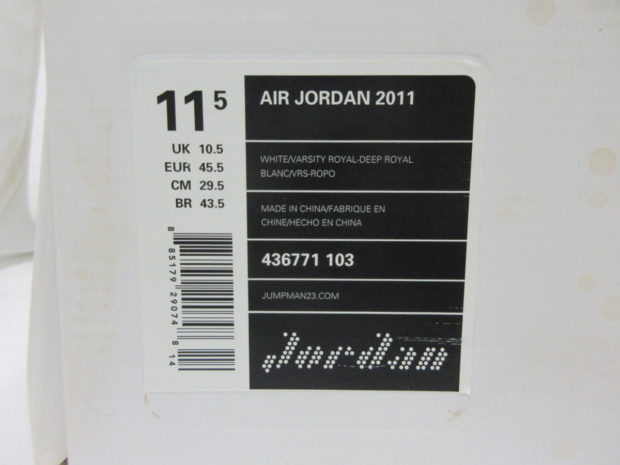 11 5
UK 10.5
EUR 45.5
CM 29.5
BR 43.5
8 85179 29074 8 14
AIR JORDAN 2011
WHITE/VARSITY ROYAL-DEEP ROYAL
BLANC/VRS-ROPO
MADE IN CHINA/FABRIQUE EN
CHINE/HECHO EN CHINA
436771 103
JUMPMAN23.COM
Jordan